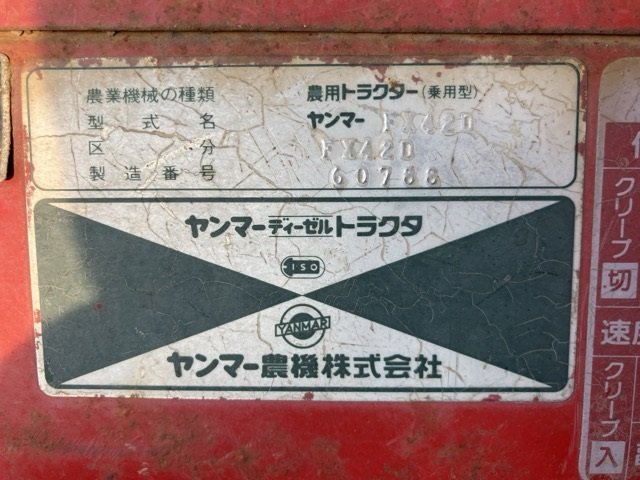 農業機械の種類 農用トラクター(乗用型)
型式名 ヤンマー FX42D
区分 FX42D
製造番号 60788
ヤンマーディーゼルトラクタ
ISO
YANMAR
ヤンマー農機株式会社
クリープ
切
速
クリープ
入